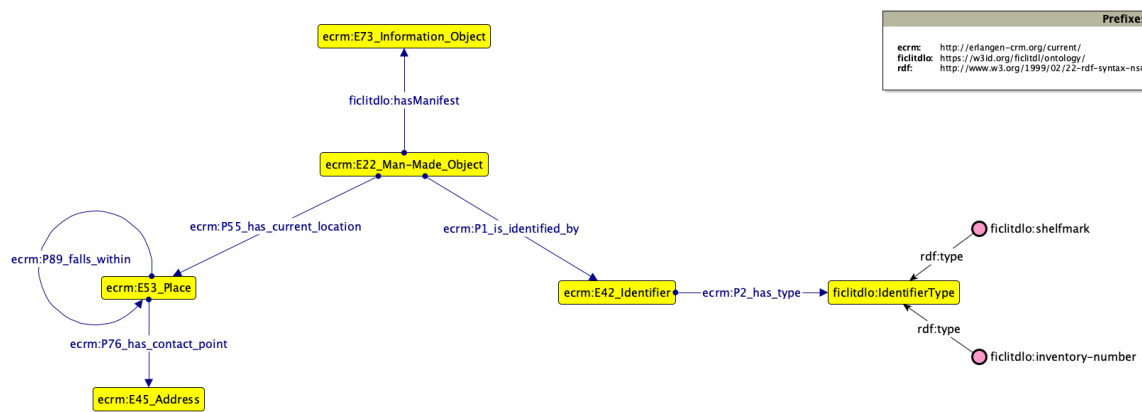 Prefixes
ecrm: http://erlangen-crm.org/current/
ficlitdlo: https://w3id.org/ficlitdl/ontology/
rdf: http://www.w3.org/1999/02/22-rdf-syntax-ns
ecrm:E73_Information_Object
ficlitdlo:hasManifest
ecrm:E22_Man-Made_Object
ecrm:P55_has_current_location
ecrm:P1_is_identified_by
ficlitdlo:shelfmark
ecrm:P89_falls_within
rdf:type
ecrm:E53_Place
ecrm:E42_Identifier
ecrm:P2_has_type
ficlitdlo:IdentifierType
rdf:type
ecrm:P76_has_contact_point
ficlitdlo:inventory-number
ecrm:E45_Address